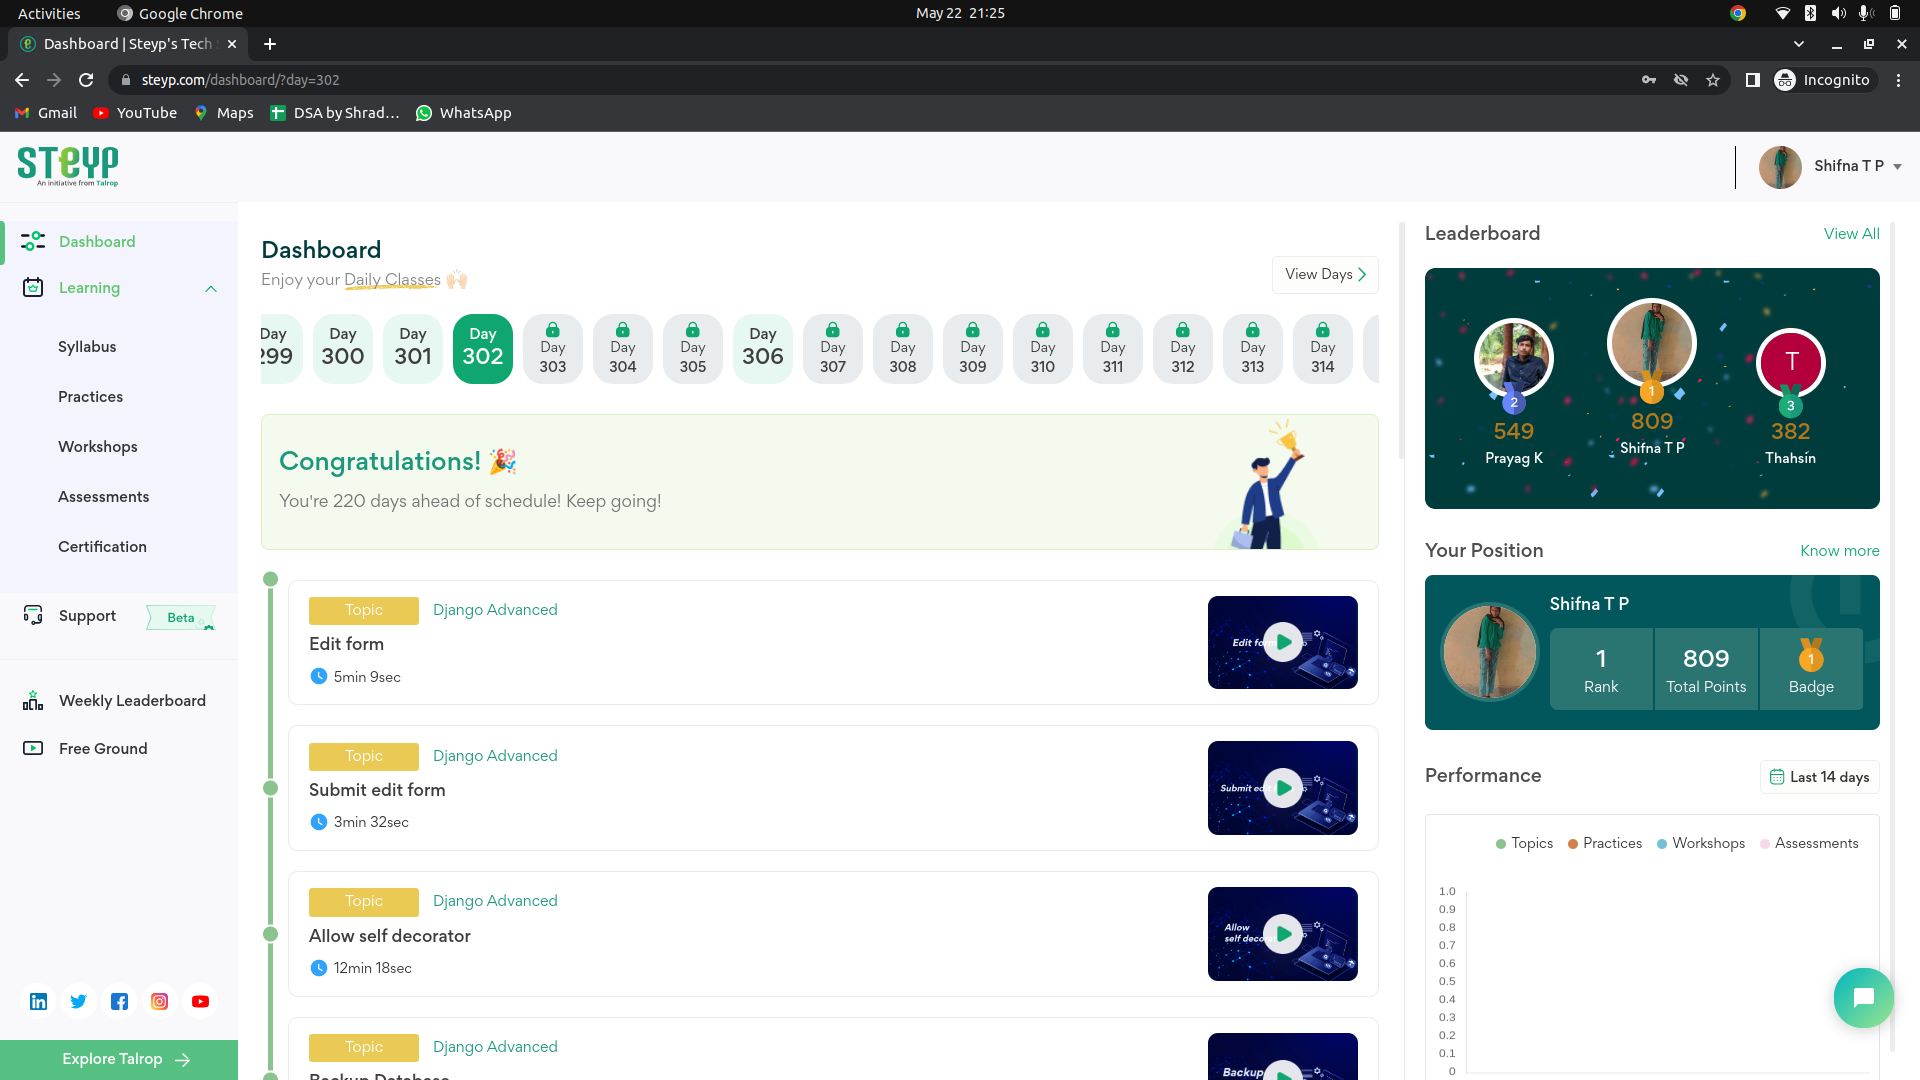 Activities
Google Chrome
May 22 21:25
Dashboard | Steyp's Tech
steyp.com/dashboard/?day=302
Incognito
Gmail
YouTube
Maps
DSA by Shrad...
WhatsApp
STEYP
An initiative from Talrop
Shifna T P
Dashboard
Learning
Syllabus
Practices
Workshops
Assessments
Certification
Support
Beta
Weekly Leaderboard
Free Ground
Explore Talrop
Dashboard
Enjoy your Daily Classes
View Days
Day 299
Day 300
Day 301
Day 302
Day 303
Day 304
Day 305
Day 306
Day 307
Day 308
Day 309
Day 310
Day 311
Day 312
Day 313
Day 314
Congratulations!
You're 220 days ahead of schedule! Keep going!
Topic
Django Advanced
Edit form
5min 9sec
Edit
Topic
Django Advanced
Submit edit form
3min 32sec
Submit
Topic
Django Advanced
Allow self decorator
12min 18sec
Allow
self
Topic
Django Advanced
Backup Database
Backup
Leaderboard
View All
T
2
1
3
549
809
382
Prayag K
Shifna T P
Thahsin
Your Position
Know more
Shifna T P
1
Rank
809
Total Points
1
Badge
Performance
Last 14 days
Topics
Practices
Workshops
Assessments
1.0
0.9
0.8
0.7
0.6
0.5
0.4
0.3
0.2
0.1
0